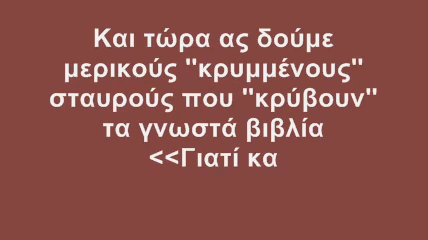 Και τώρα ας δούμε
μερικούς "κρυμμένους"
σταυρούς που "κρύβουν"
τα γνωστά βιβλία
<<Γιατί κα